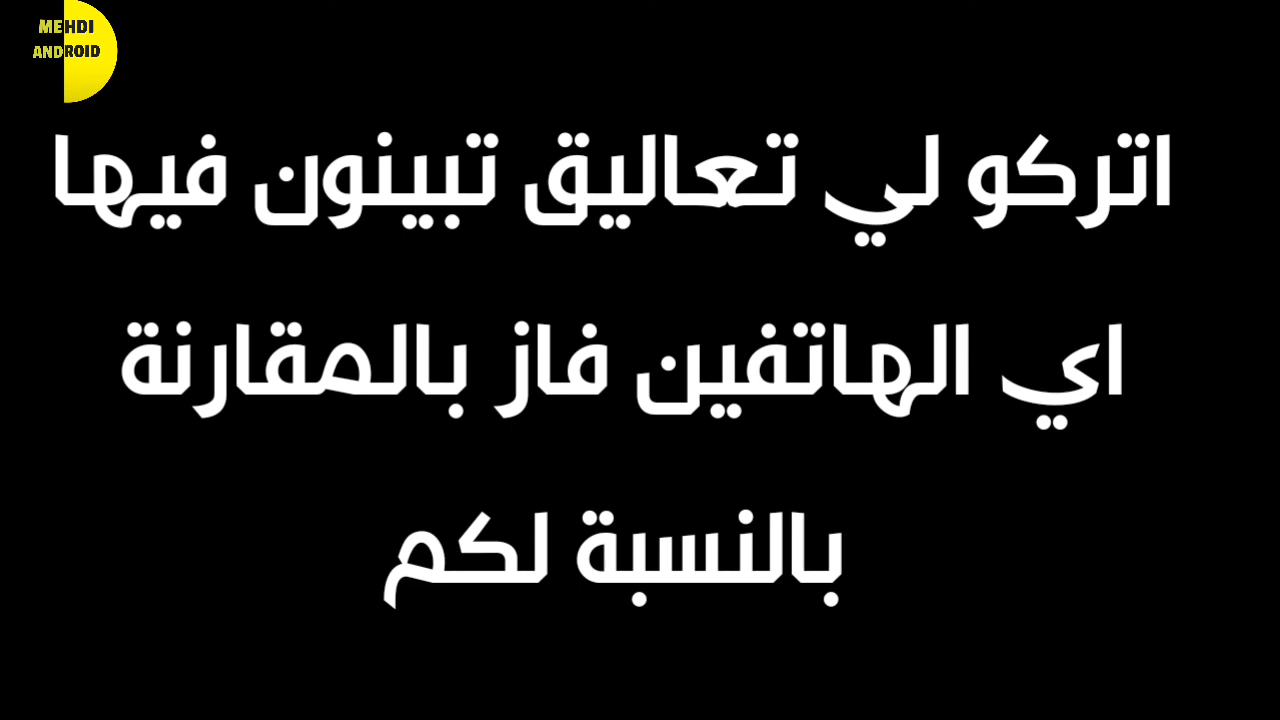 MEHDI
ANDROID
اتركو لي تعاليق تبينون فيها
اي الهاتفين فاز بالمقارنة
بالنسبة لكم